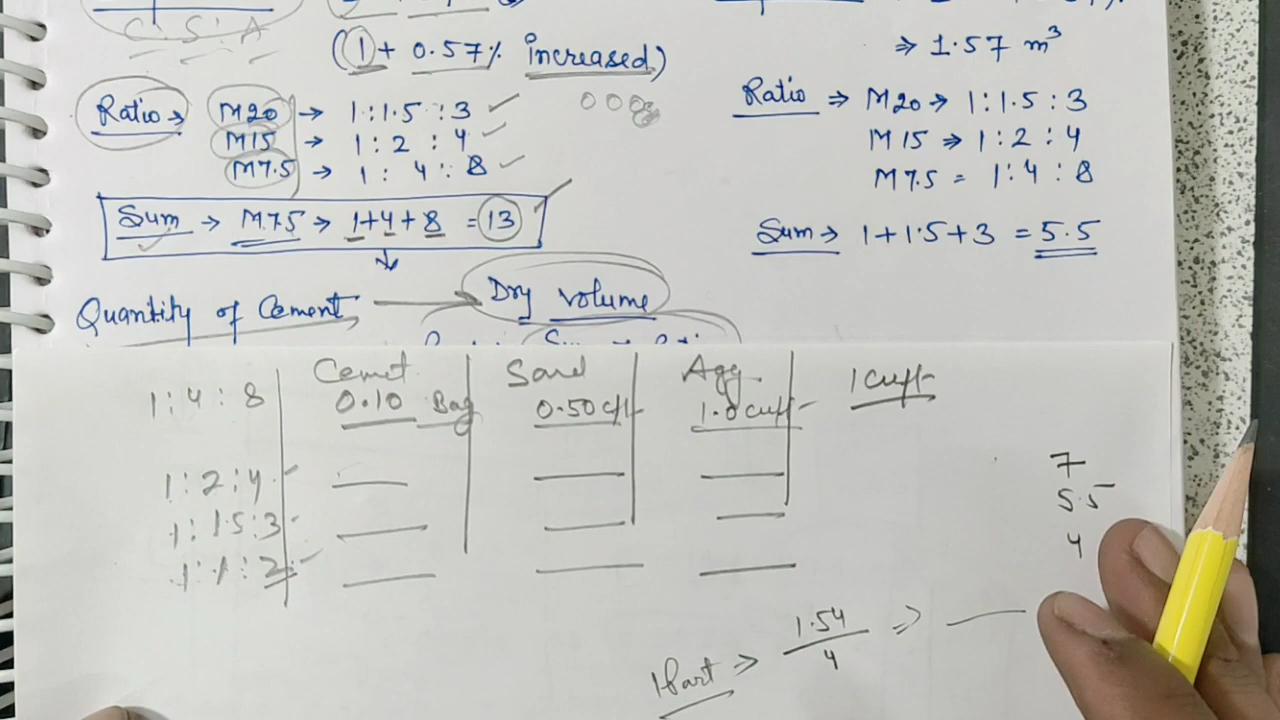 C S A
(1 + 0.57% increased)
Ratio → M20 → 1:1.5:3
M15 → 1:2:4
M7.5 → 1:4:8
Sum → M7.5 → 1+4+8 = 13
Quantity of Cement
Dry volume
⇒ 1.57 m³
Ratio ⇒ M20 → 1:1.5:3
M15 ⇒ 1:2:4
M7.5 = 1:4:8
Sum → 1+1.5+3 = 5.5
Cemet Sand Agg. 1 cuft
1:4:8 0.10 Bag 0.50 cft 1.0 cuft
1:2:4
1:1.5:3
1:1:2
7
5.5
4
1 Part ⇒ 1.54/4 ⇒